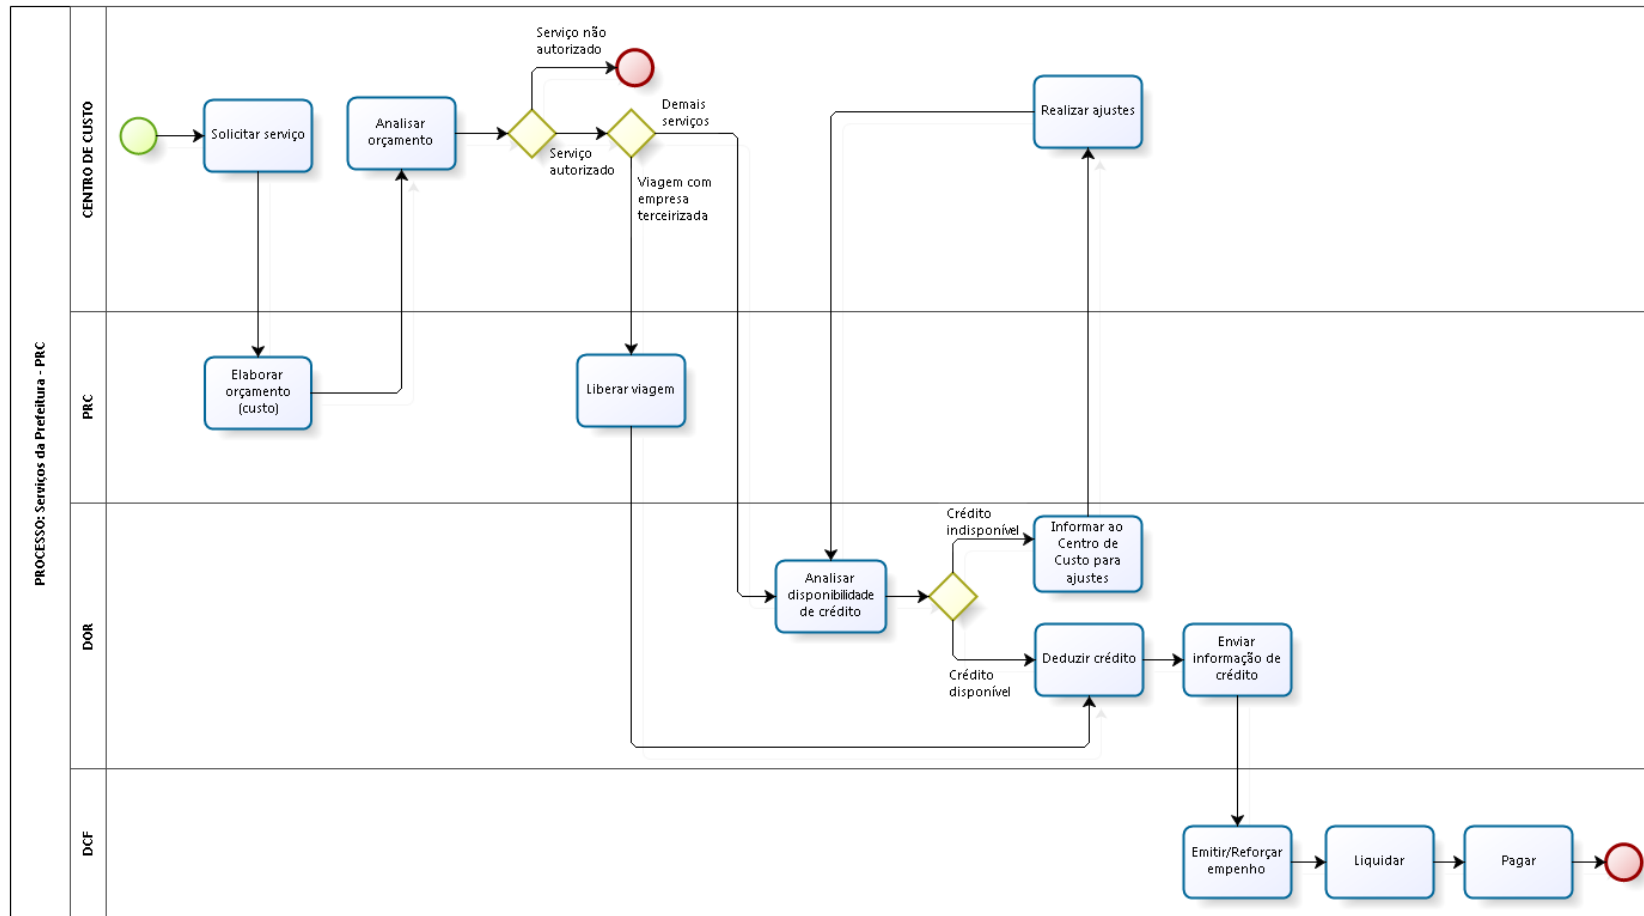 PROCESSO: Serviços da Prefeitura - PRC
CENTRO DE CUSTO
Solicitar serviço
Analisar
orçamento
Serviço não
autorizado
Serviço
autorizado
Demais
serviços
Viagem com
empresa
terceirizada
Realizar ajustes
PRC
Elaborar
orçamento
(custo)
Liberar viagem
DOR
Analisar
disponibilidade
de crédito
Crédito
indisponível
Crédito
disponível
Informar ao
Centro de
Custo para
ajustes
Deduzir crédito
Enviar
informação de
crédito
DCF
Emitir/Reforçar
empenho
Liquidar
Pagar